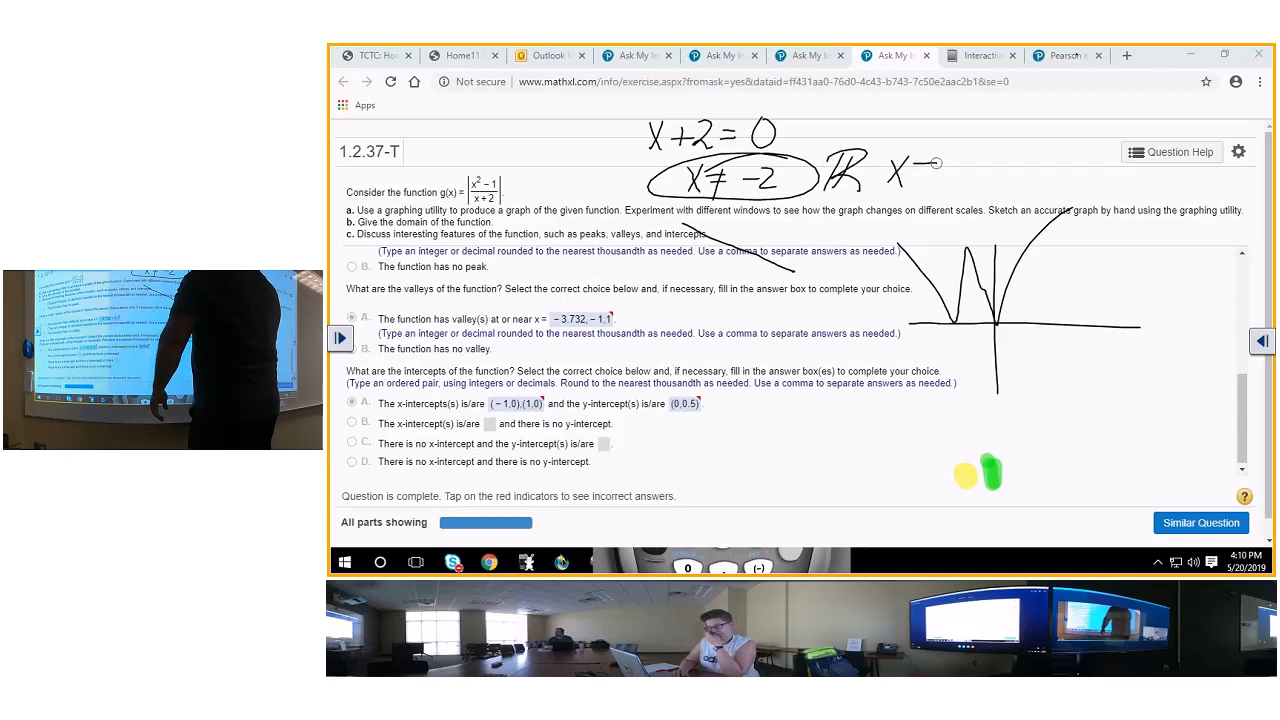 TCTC: Ho
Home11
Outlook
Ask My In
Ask My In
Ask My In
Ask My In
Interactiv
Pearson e
Not secure
www.mathxl.com/info/exercise.aspx?fromask=yes&dataid=ff431aa0-76d0-4c43-b743-7c50e2aac2b1&se=0
Apps
x+2=0
1.2.37-T
Question Help
x ≠ -2 ℝ x
Consider the function g(x) = |x² − 1 / x + 2|.
a. Use a graphing utility to produce a graph of the given function. Experiment with different windows to see how the graph changes on different scales. Sketch an accurate graph by hand using the graphing utility.
b. Give the domain of the function.
c. Discuss interesting features of the function, such as peaks, valleys, and intercepts.
(Type an integer or decimal rounded to the nearest thousandth as needed. Use a comma to separate answers as needed.)
B. The function has no peak.
What are the valleys of the function? Select the correct choice below and, if necessary, fill in the answer box to complete your choice.
A. The function has valley(s) at or near x = − 3.732, − 1,1.
(Type an integer or decimal rounded to the nearest thousandth as needed. Use a comma to separate answers as needed.)
B. The function has no valley.
What are the intercepts of the function? Select the correct choice below and, if necessary, fill in the answer box(es) to complete your choice.
(Type an ordered pair, using integers or decimals. Round to the nearest thousandth as needed. Use a comma to separate answers as needed.)
A. The x-intercepts(s) is/are (− 1,0),(1,0) and the y-intercept(s) is/are (0,0.5).
B. The x-intercept(s) is/are and there is no y-intercept.
C. There is no x-intercept and the y-intercept(s) is/are .
D. There is no x-intercept and there is no y-intercept.
Question is complete. Tap on the red indicators to see incorrect answers.
?
All parts showing
Similar Question
4:10 PM
5/20/2019
0
.
(-)